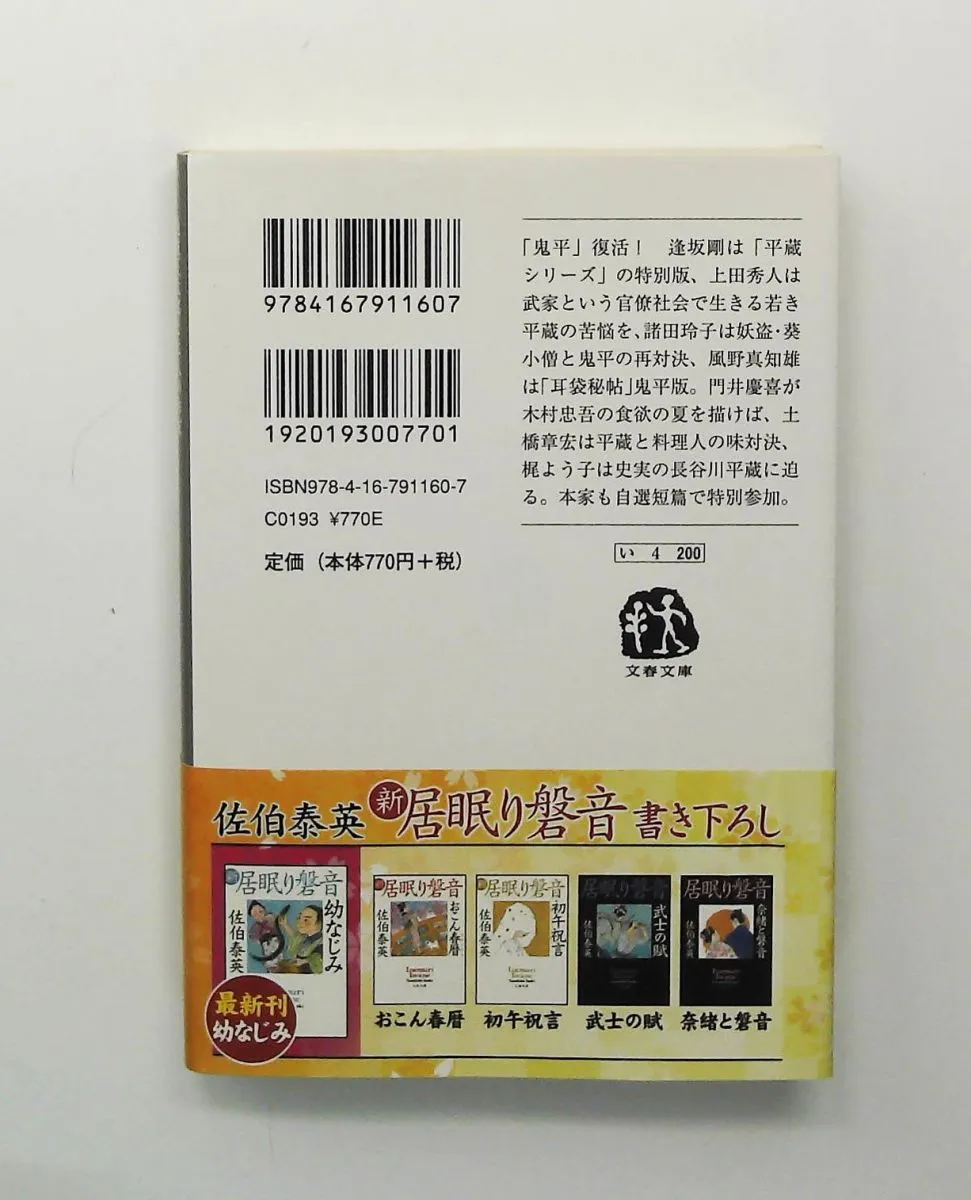 9784167911607
1920193007701
ISBN978-4-16-791160-7
C0193 ¥770E
定価（本体770円＋税）
「鬼平」復活！　逢坂剛は「平蔵
シリーズ」の特別版、上田秀人は
武家という官僚社会で生きる若き
平蔵の苦悩を、諸田玲子は妖盗・葵
小僧と鬼平の再対決、風野真知雄
は「耳袋秘帖」鬼平版。門井慶喜が
木村忠吾の食欲の夏を描けば、土
橋章宏は平蔵と料理人の味対決、
梶よう子は史実の長谷川平蔵に迫
る。本家も自選短篇で特別参加。
い 4 200
文春文庫
佐伯泰英 新 居眠り磐音 書き下ろし
新 居眠り磐音
幼なじみ
佐伯泰英
最新刊
幼なじみ
新 居眠り磐音
おこん春暦
佐伯泰英
おこん春暦
新 居眠り磐音
初午祝言
佐伯泰英
初午祝言
居眠り磐音
武士の賦
佐伯泰英
武士の賦
居眠り磐音
奈緒と磐音
佐伯泰英
奈緒と磐音